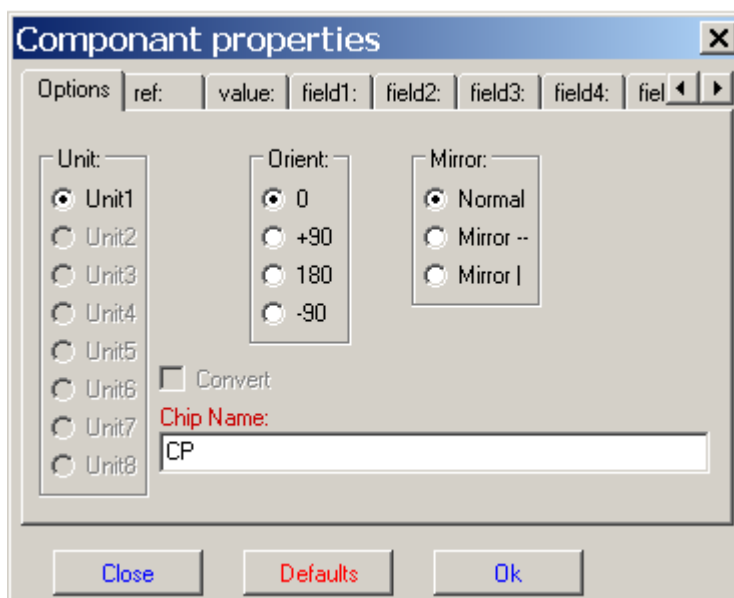 Componant properties
Options ref: value: field1: field2: field3: field4: fiel
Unit: Orient: Mirror:
Unit1 0 Normal
Unit2 +90 Mirror --
Unit3 180 Mirror |
Unit4 -90
Unit5
Unit6 Convert
Unit7 Chip Name:
Unit8 CP
Close Defaults Ok